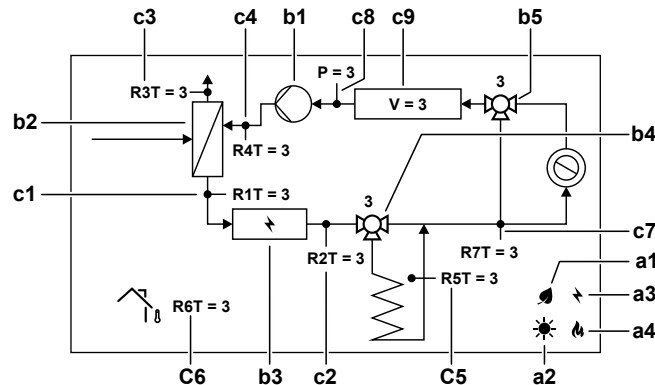 c3
c4
b1
c8
c9
b5
P = 3
3
R3T = 3
V = 3
b2
b4
R4T = 3
c1
R1T = 3
3
R2T = 3
R7T = 3
c7
R5T = 3
a1
R6T = 3
a3
a4
C6
b3
c2
C5
a2